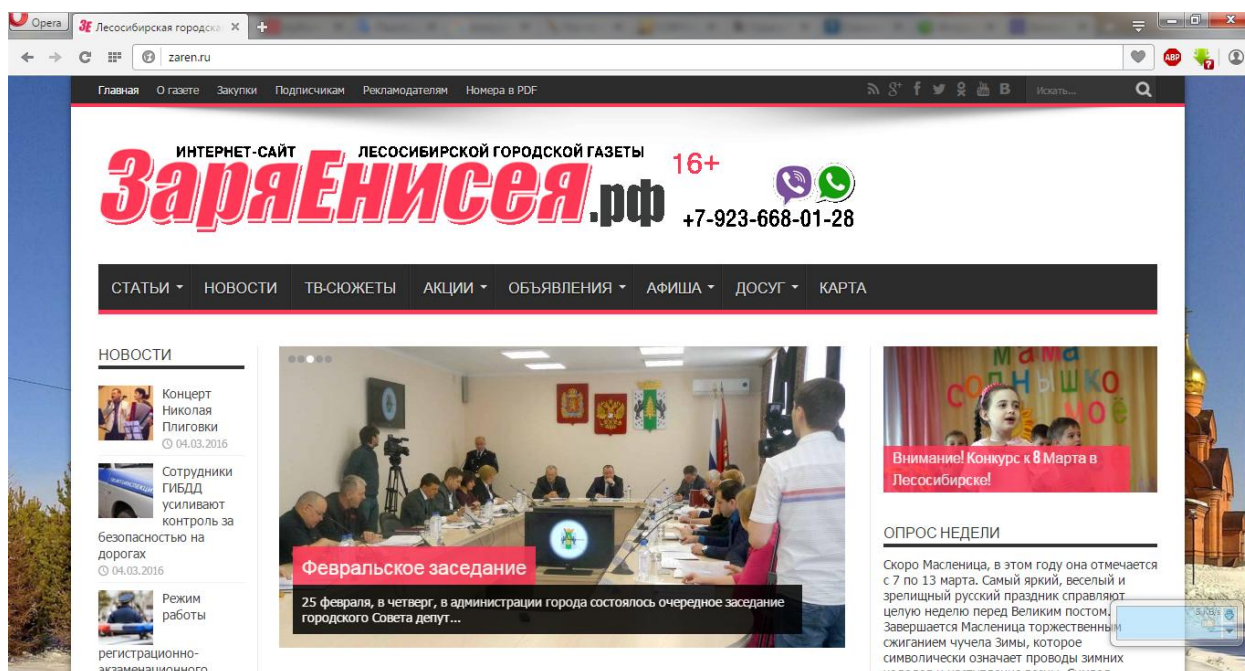 Opera
Лесосибирская городска
zaren.ru
ABP
Главная О газете Закупки Подписчикам Рекламодателям Номера в PDF
Искать...
ИНТЕРНЕТ-САЙТ ЛЕСОСИБИРСКОЙ ГОРОДСКОЙ ГАЗЕТЫ
ЗаряЕнисея.рф
16+
+7-923-668-01-28
СТАТЬИ НОВОСТИ ТВ-СЮЖЕТЫ АКЦИИ ОБЪЯВЛЕНИЯ АФИША ДОСУГ КАРТА
НОВОСТИ
Концерт
Николая
Плиговки
04.03.2016
Сотрудники
ГИБДД
усиливают
контроль за
безопасностью на
дорогах
04.03.2016
Режим
работы
регистрационно-
экзаменационного
Февральское заседание
25 февраля, в четверг, в администрации города состоялось очередное заседание
городского Совета депут...
МАМА
СОЛНЫШКО
МОЁ
Внимание! Конкурс к 8 Марта в
Лесосибирске!
ОПРОС НЕДЕЛИ
Скоро Масленица, в этом году она отмечается
с 7 по 13 марта. Самый яркий, веселый и
зрелищный русский праздник справляют
целую неделю перед Великим постом.
Завершается Масленица торжественным
сжиганием чучела Зимы, которое
символически означает проводы зимних